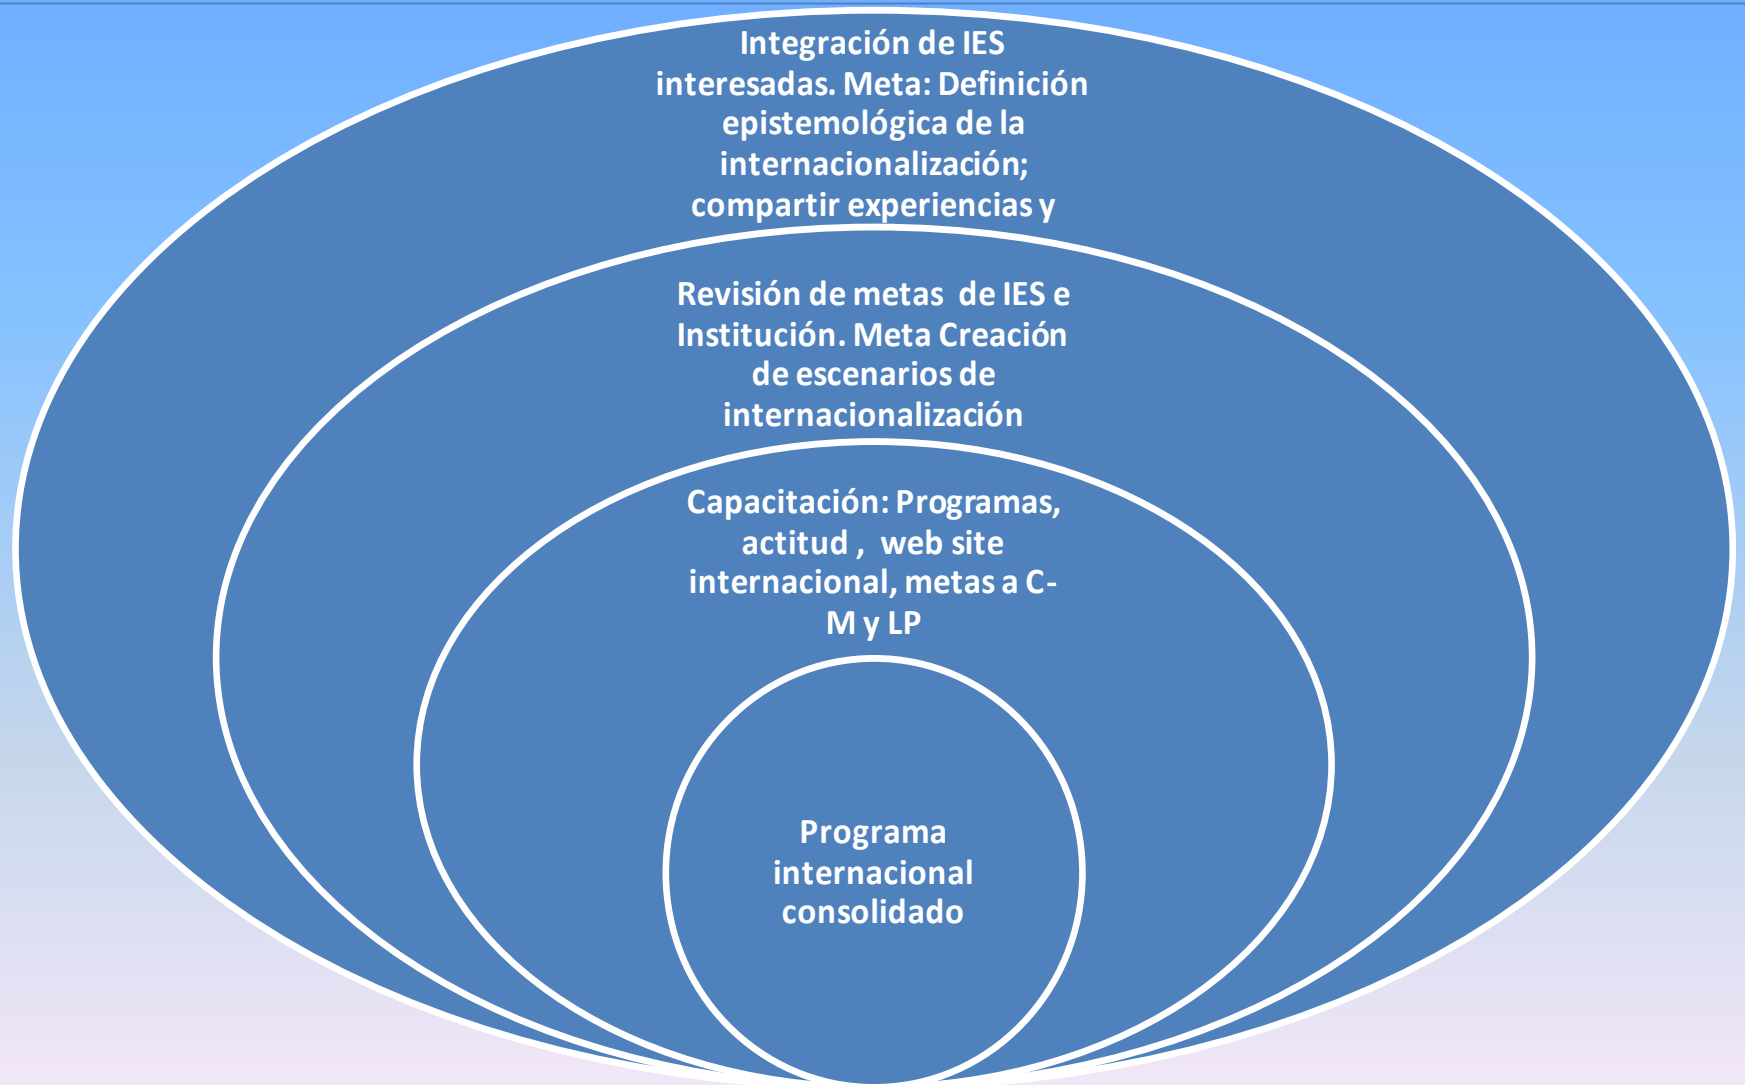 Integración de IES
interesadas. Meta: Definición
epistemológica de la
internacionalización;
compartir experiencias y
Revisión de metas de IES e
Institución. Meta Creación
de escenarios de
internacionalización
Capacitación: Programas,
actitud , web site
internacional, metas a C-
M y LP
Programa
internacional
consolidado